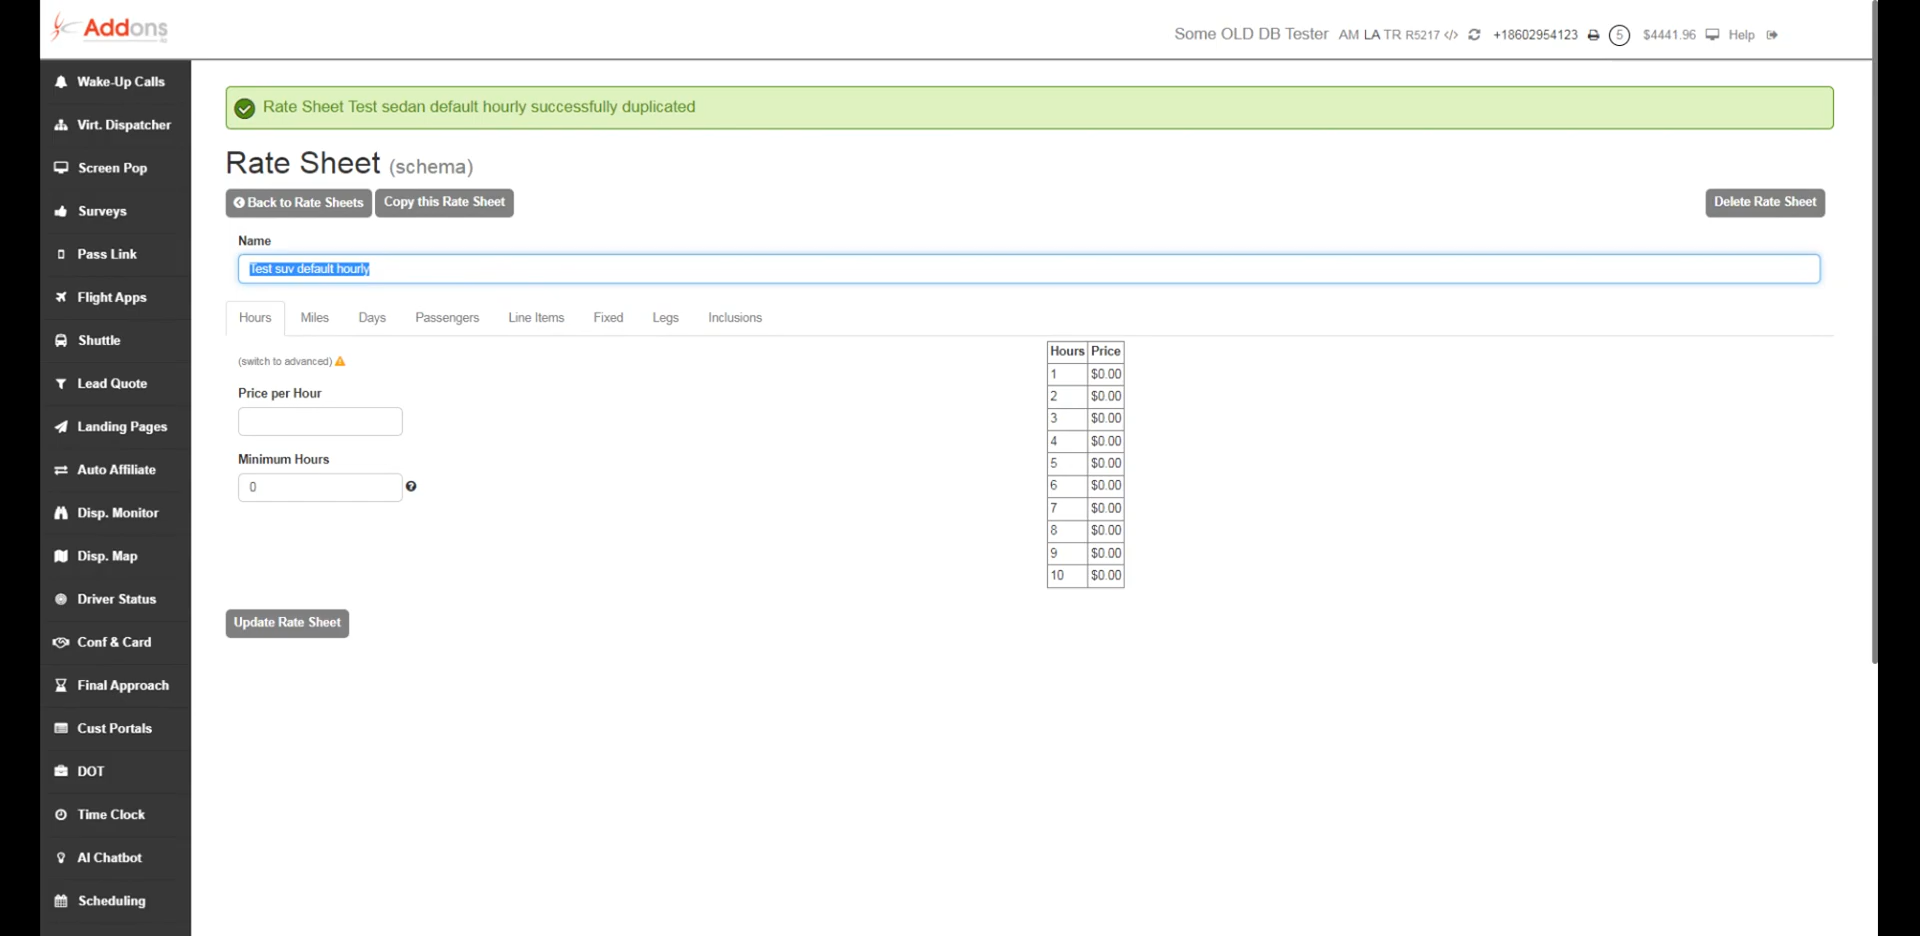 Addons
Some OLD DB Tester AM LA TR R5217 </> +18602954123 5 $4441.96 Help
Wake-Up Calls
Virt. Dispatcher
Screen Pop
Surveys
Pass Link
Flight Apps
Shuttle
Lead Quote
Landing Pages
Auto Affiliate
Disp. Monitor
Disp. Map
Driver Status
Conf & Card
Final Approach
Cust Portals
DOT
Time Clock
AI Chatbot
Scheduling
Rate Sheet Test sedan default hourly successfully duplicated
Rate Sheet (schema)
Back to Rate Sheets Copy this Rate Sheet Delete Rate Sheet
Name
Test suv default hourly
Hours Miles Days Passengers Line Items Fixed Legs Inclusions
(switch to advanced)
Price per Hour
Minimum Hours
0
Hours Price
1 $0.00
2 $0.00
3 $0.00
4 $0.00
5 $0.00
6 $0.00
7 $0.00
8 $0.00
9 $0.00
10 $0.00
Update Rate Sheet